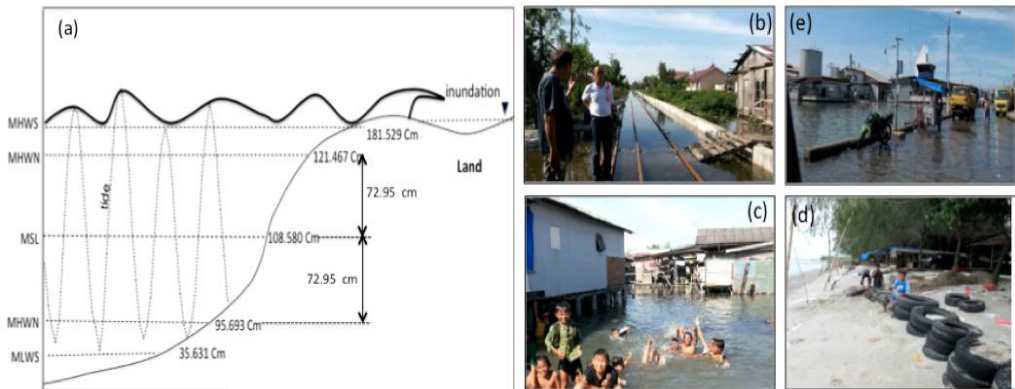 (a)
inundation
MHWS
181.529 Cm
MHWN
121.467 Cm
Land
72.95 cm
tide
MSL
108.580 Cm
72.95 cm
MHWN
95.693 Cm
MLWS
35.631 Cm
(b)
(e)
(c)
(d)